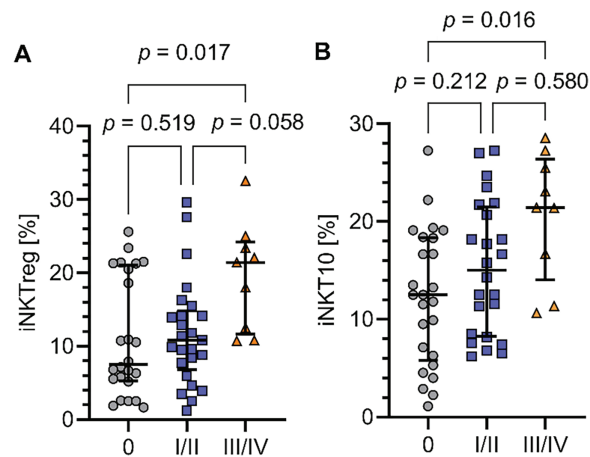 A
p = 0.017
p = 0.519
p = 0.058
iNKTreg [%]
40
30
20
10
0
0
I/II
III/IV
B
p = 0.016
p = 0.212
p = 0.580
iNKT10 [%]
30
20
10
0
0
I/II
III/IV